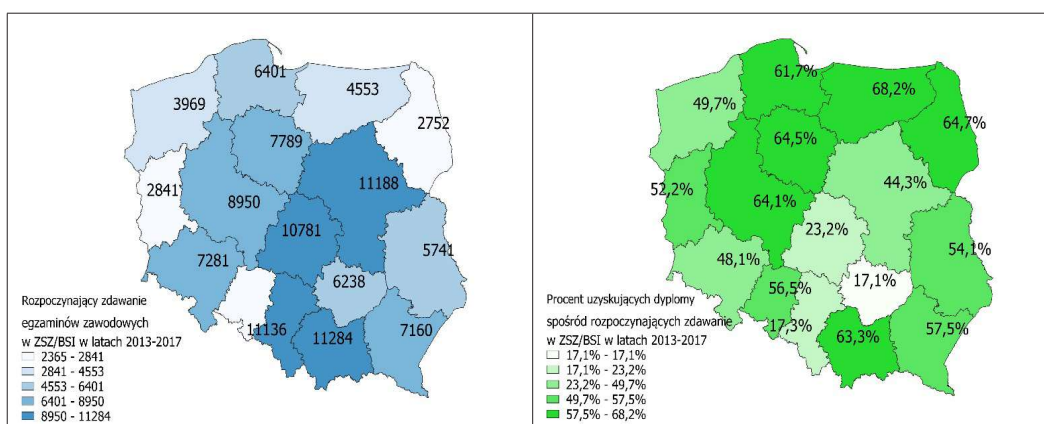 6401
4553
3969
2752
7789
11188
2841
8950
10781
5741
7281
6238
11136
11284
7160
Rozpoczynający zdawanie
egzaminów zawodowych
w ZSZ/BSI w latach 2013-2017
2365 - 2841
2841 - 4553
4553 - 6401
6401 - 8950
8950 - 11284
61,7%
68,2%
49,7%
64,7%
64,5%
44,3%
52,2%
64,1%
23,2%
54,1%
48,1%
17,1%
56,5%
17,3%
63,3%
57,5%
Procent uzyskujących dyplomy
spośród rozpoczynających zdawanie
w ZSZ/BSI w latach 2013-2017
17,1% - 17,1%
17,1% - 23,2%
23,2% - 49,7%
49,7% - 57,5%
57,5% - 68,2%